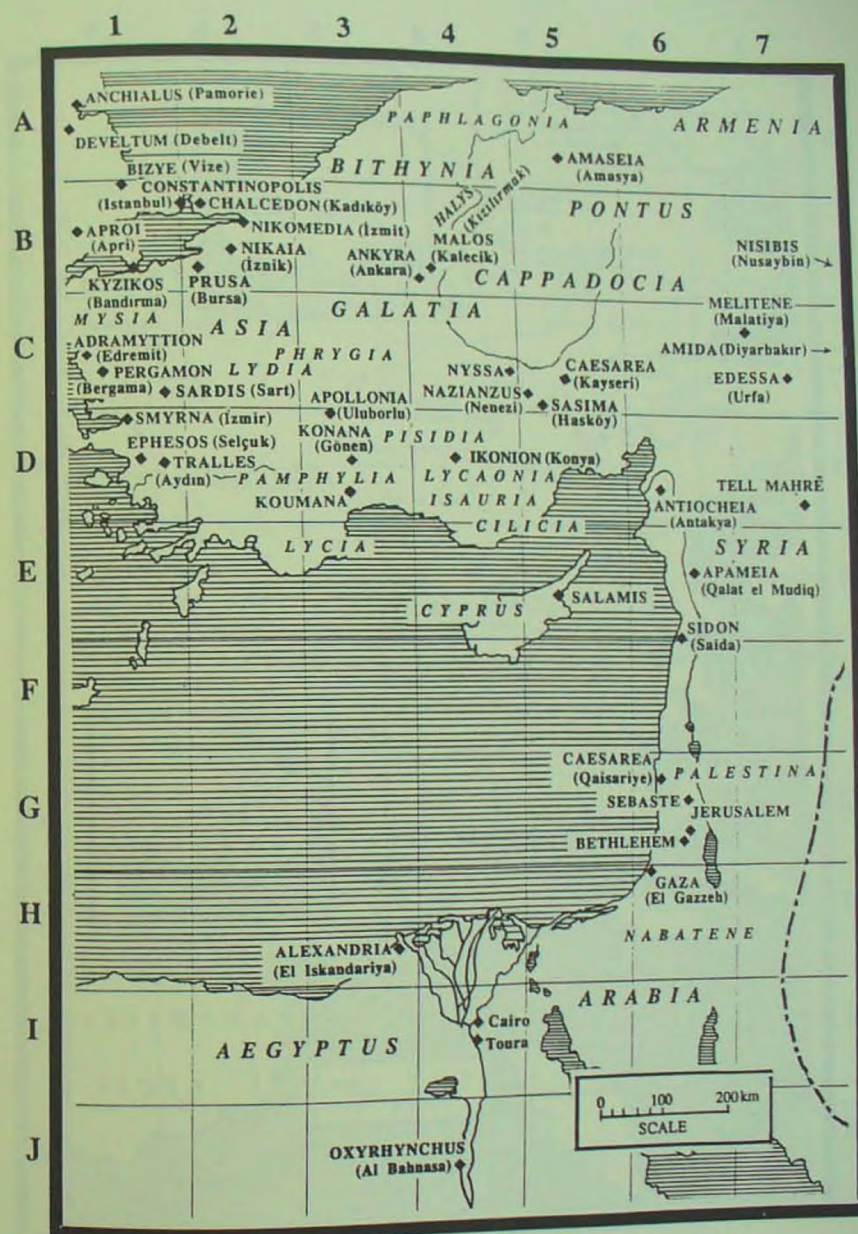 1 2 3 4 5 6 7
A
ANCHIALUS (Pamorie)
PAPHLAGONIA
ARMENIA
DEVELTUM (Debelt)
BIZYE (Vize)
BITHYNIA
AMASEIA
(Amasya)
CONSTANTINOPOLIS
(Istanbul)
CHALCEDON (Kadıköy)
HALYS
(Kızılırmak)
PONTUS
B
APROI
(Apri)
NIKOMEDIA (İzmit)
NIKAIA
(İznik)
ANKYRA
(Ankara)
MALOS
(Kalecik)
NISIBIS
(Nusaybin)
CAPPADOCIA
KYZIKOS
(Bandırma)
PRUSA
(Bursa)
GALATIA
MELITENE
(Malatiya)
MYSIA
ASIA
C
ADRAMYTTION
(Edremit)
PHRYGIA
AMIDA (Diyarbakır)
PERGAMON
(Bergama)
LYDIA
NYSSA
CAESAREA
(Kayseri)
EDESSA
(Urfa)
SARDIS (Sart)
APOLLONIA
(Uluborlu)
NAZIANZUS
(Nenezi)
SASIMA
(Hasköy)
SMYRNA (İzmir)
EPHESOS (Selçuk)
KONANA
(Gönen)
PISIDIA
D
TRALLES
(Aydın)
PAMPHYLIA
LYCAONIA
IKONION (Konya)
TELL MAHRÊ
KOUMANA
ISAURIA
ANTIOCHEIA
(Antakya)
CILICIA
LYCIA
SYRIA
E
APAMEIA
(Qalat el Mudiq)
CYPRUS
SALAMIS
SIDON
(Saida)
F
CAESAREA
(Qaisariye)
PALESTINA
G
SEBASTE
JERUSALEM
BETHLEHEM
GAZA
(El Gazzeh)
H
NABATENE
ALEXANDRIA
(El Iskandariya)
ARABIA
I
Cairo
Toura
AEGYPTUS
0 100 200 km
SCALE
J
OXYRHYNCHUS
(Al Bahnasa)